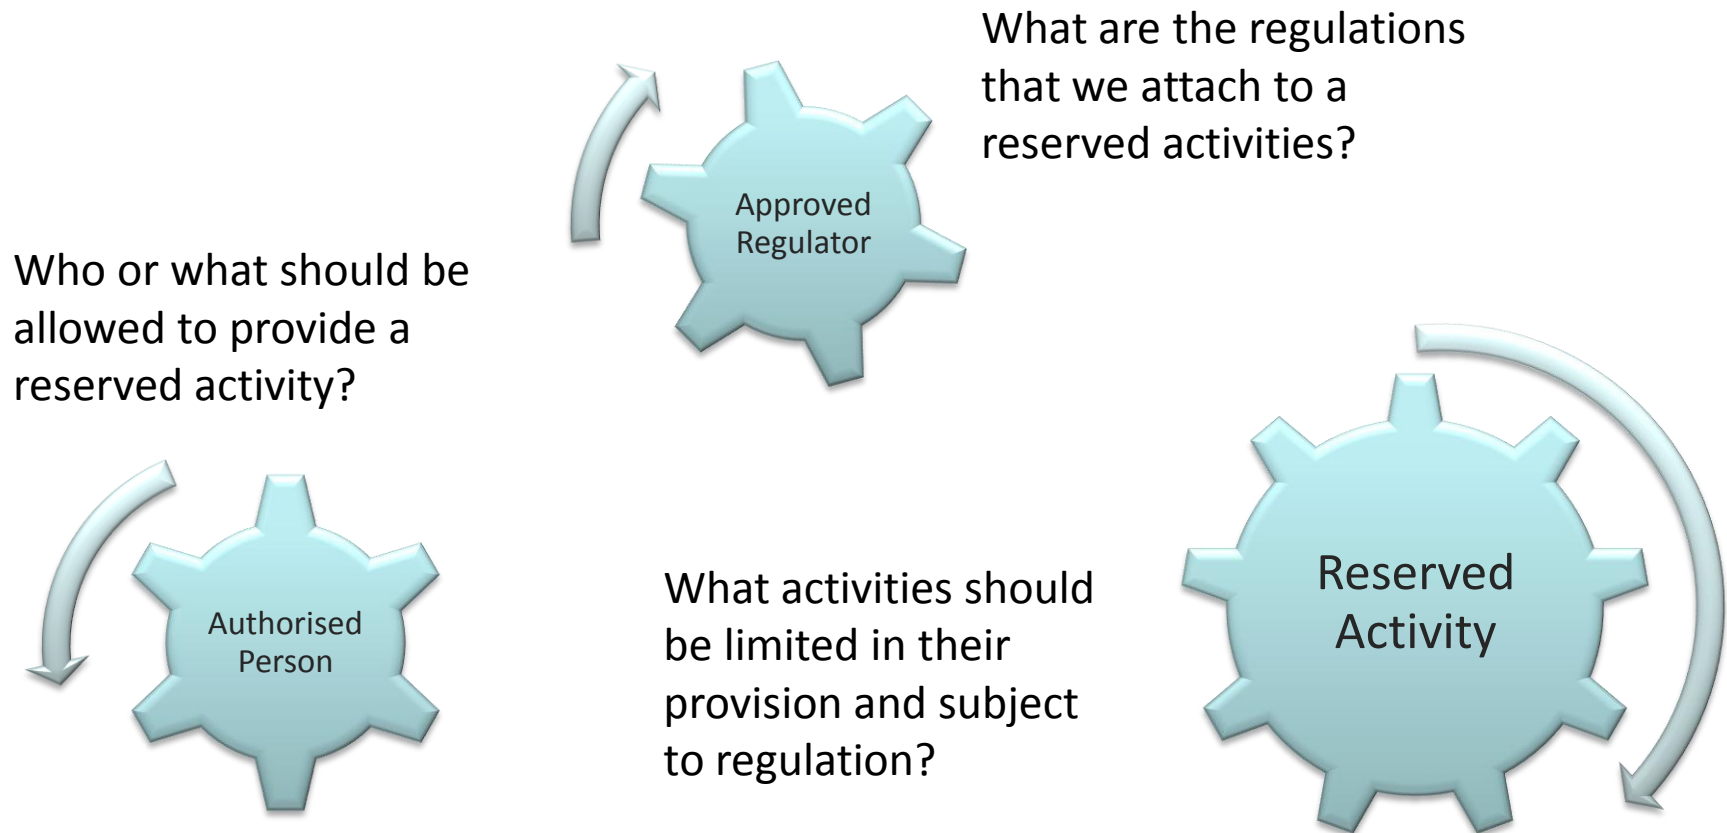 What are the regulations
that we attach to a
reserved activities?
Approved
Regulator
Who or what should be
allowed to provide a
reserved activity?
Authorised
Person
What activities should
be limited in their
provision and subject
to regulation?
Reserved
Activity